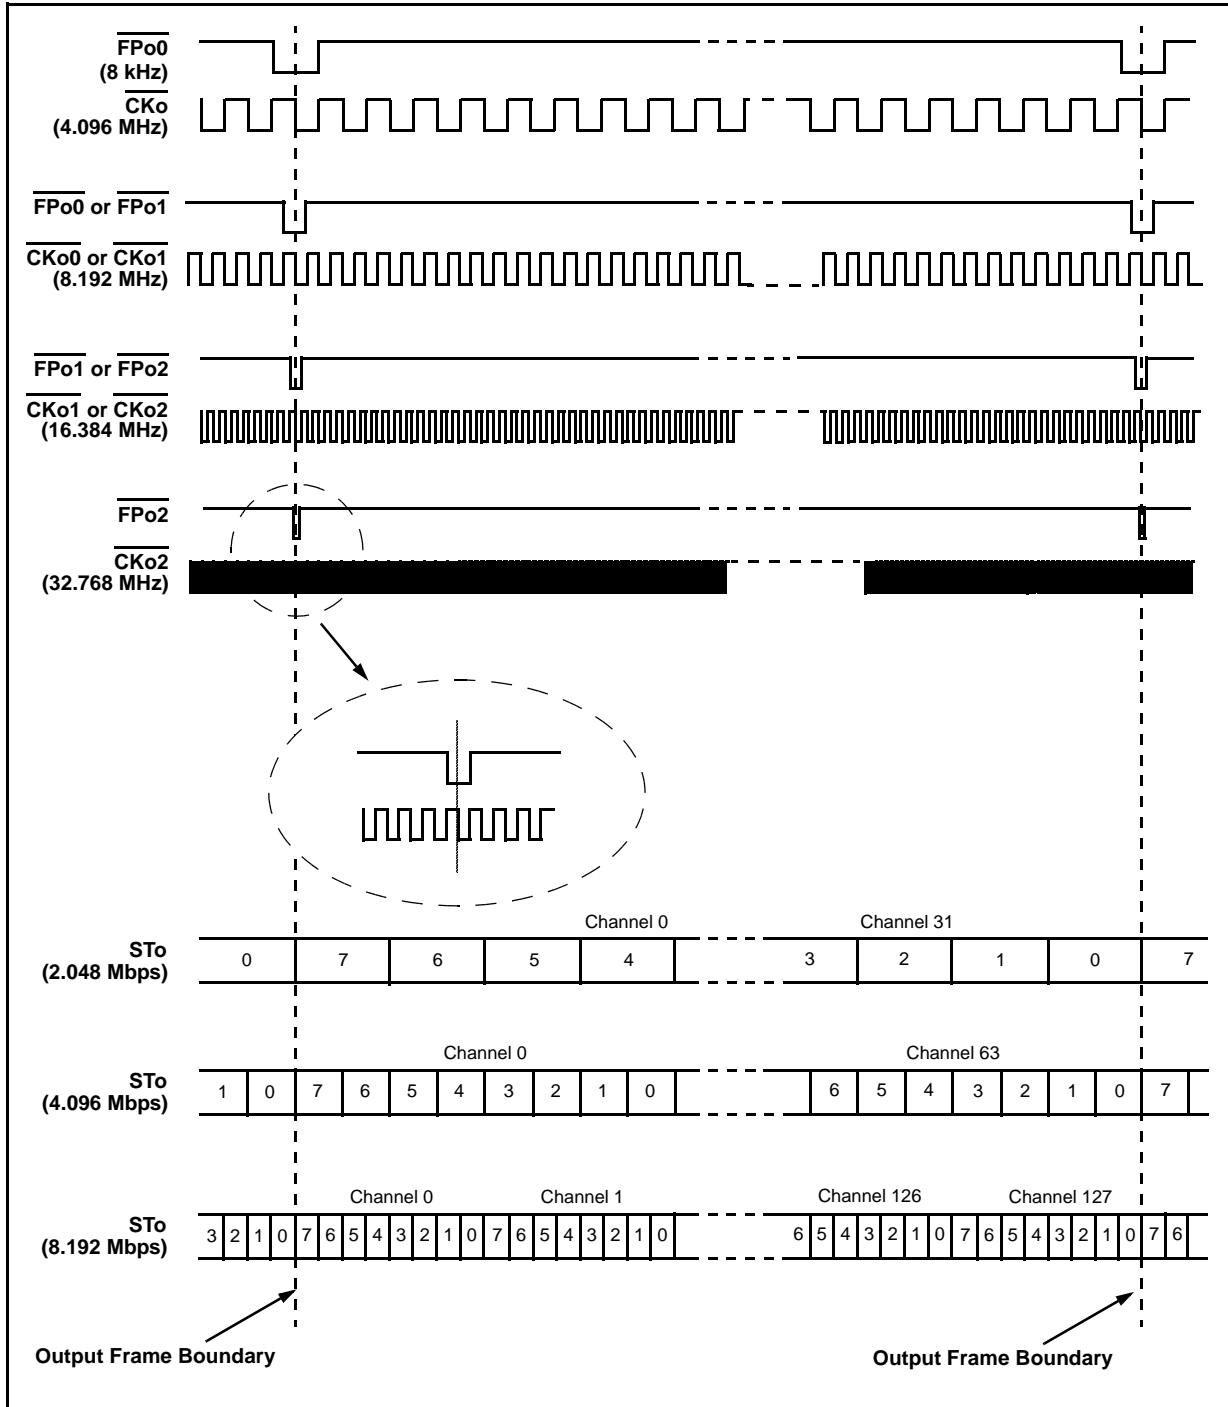 FPo0
(8 kHz)
CKo
(4.096 MHz)
FPo0 or FPo1
CKo0 or CKo1
(8.192 MHz)
FPo1 or FPo2
CKo1 or CKo2
(16.384 MHz)
FPo2
CKo2
(32.768 MHz)
Channel 0 Channel 31
STo
(2.048 Mbps)
0 7 6 5 4 3 2 1 0 7
Channel 0 Channel 63
STo
(4.096 Mbps)
1 0 7 6 5 4 3 2 1 0 6 5 4 3 2 1 0 7
Channel 0 Channel 1 Channel 126 Channel 127
STo
(8.192 Mbps)
3 2 1 0 7 6 5 4 3 2 1 0 7 6 5 4 3 2 1 0 6 5 4 3 2 1 0 7 6 5 4 3 2 1 0 7 6
Output Frame Boundary
Output Frame Boundary